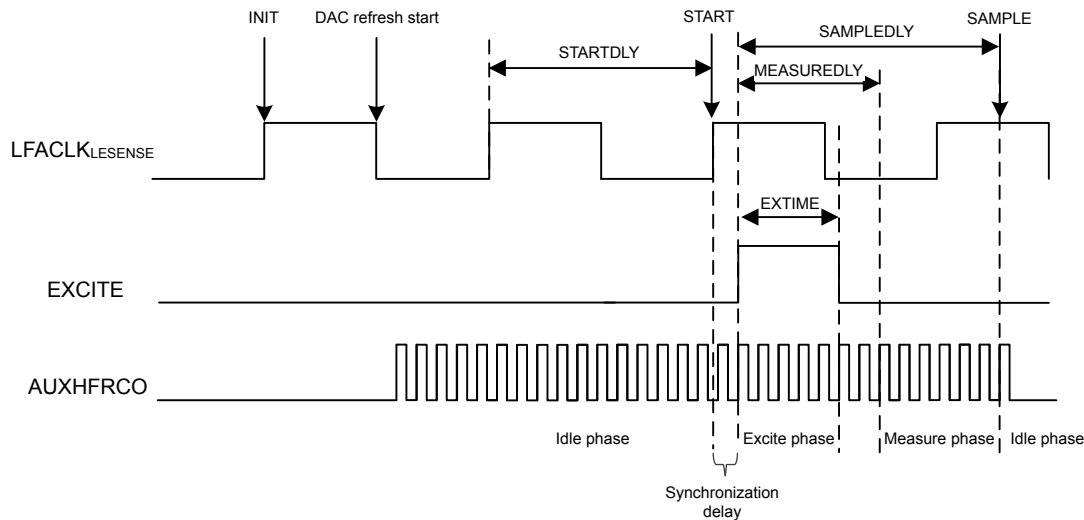 INIT
DAC refresh start
START
SAMPLE
SAMPLEDLY
STARTDLY
MEASUREDLY
LFACLKLESENSE
EXTIME
EXCITE
AUXHFRCO
Idle phase
Excite phase
Measure phase
Idle phase
Synchronization
delay